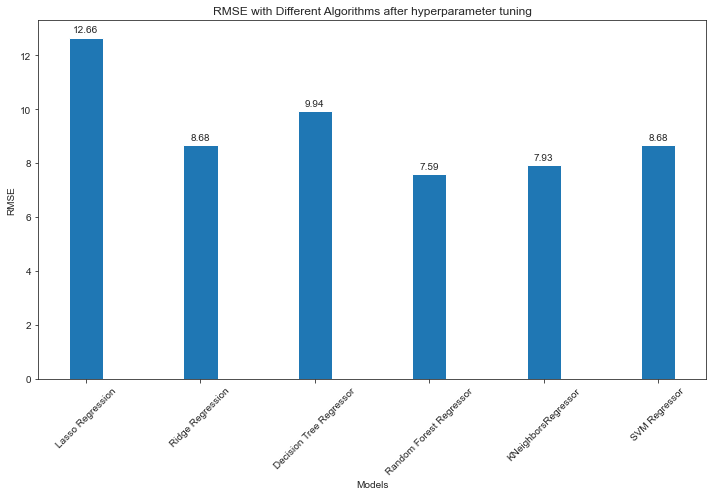 RMSE with Different Algorithms after hyperparameter tuning
12.66
8.68
9.94
7.59
7.93
8.68
12
10
8
6
4
2
0
RMSE
Lasso Regression
Ridge Regression
Decision Tree Regressor
Random Forest Regressor
KNeighborsRegressor
SVM Regressor
Models